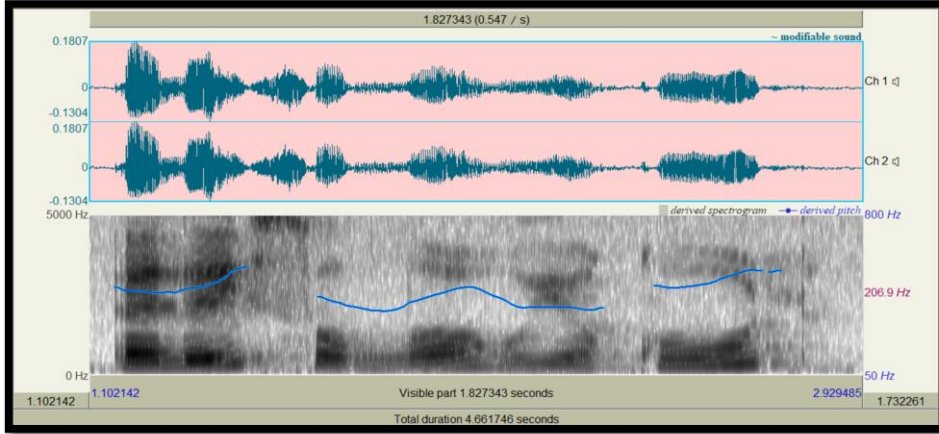 1.827343 (0.547 / s)
~ modifiable sound
0.1807
0
-0.1304
Ch 1
0.1807
0
-0.1304
Ch 2
5000 Hz
derived spectrogram
derived pitch
800 Hz
206.9 Hz
0 Hz
50 Hz
1.102142
Visible part 1.827343 seconds
2.929485
1.102142
1.732261
Total duration 4.661746 seconds